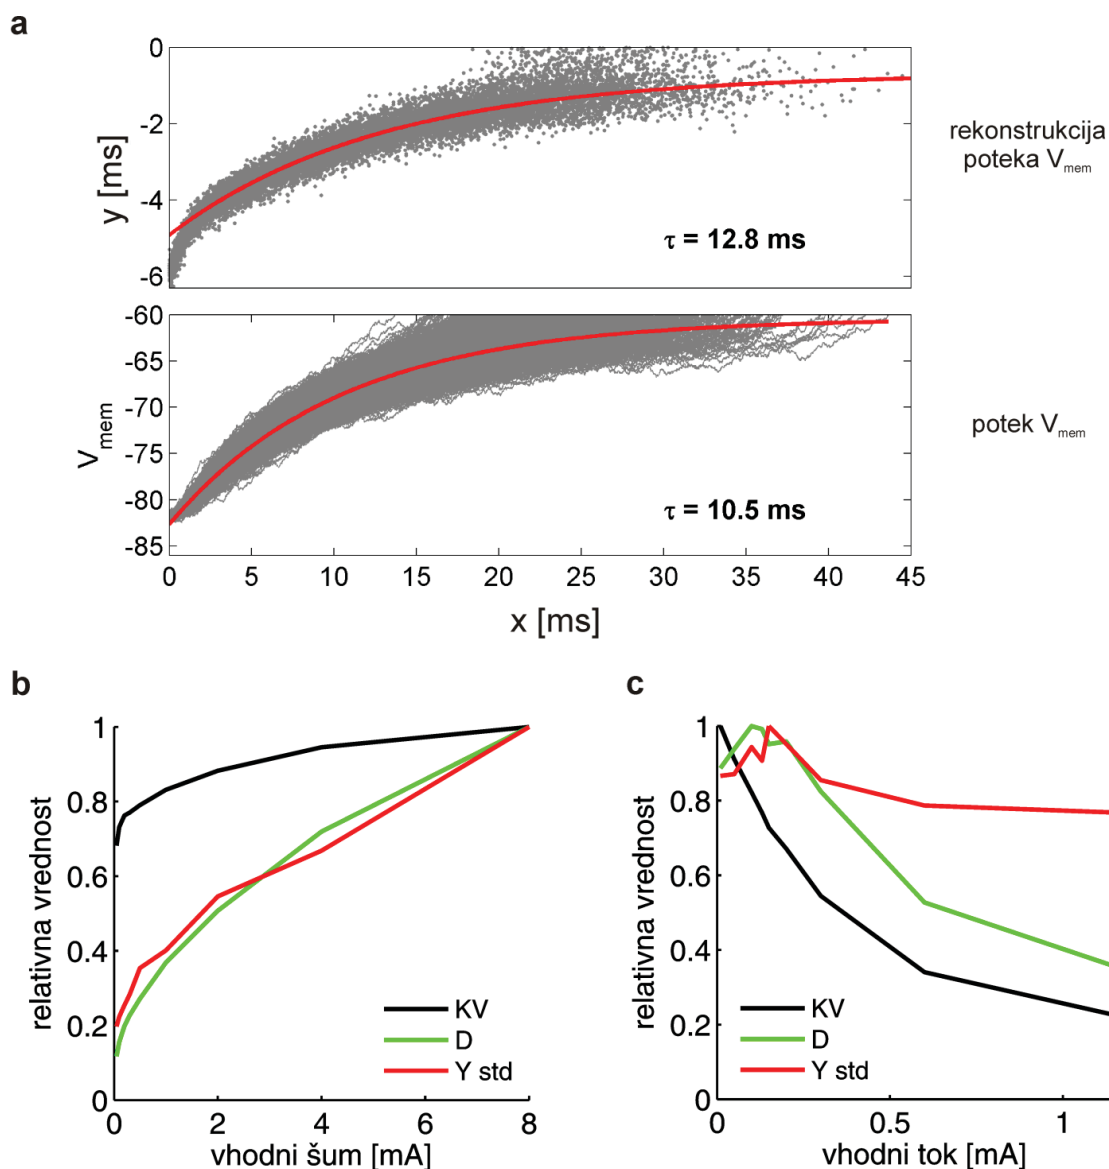 a
0
-2
-4
-6
y [ms]
τ = 12.8 ms
rekonstrukcija
poteka Vmem
-60
-65
-70
-75
-80
-85
Vmem
τ = 10.5 ms
potek Vmem
0 5 10 15 20 25 30 35 40 45
x [ms]
b
1
0.8
0.6
0.4
0.2
0
relativna vrednost
KV
D
Y std
0 2 4 6 8
vhodni šum [mA]
c
1
0.8
0.6
0.4
0.2
0
relativna vrednost
KV
D
Y std
0 0.5 1
vhodni tok [mA]